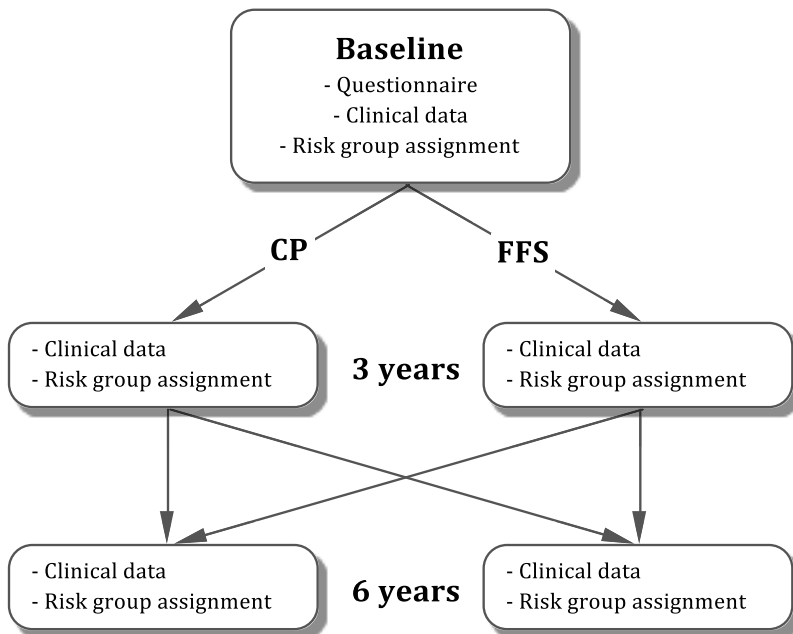 Baseline
- Questionnaire
- Clinical data
- Risk group assignment
CP
FFS
- Clinical data
- Risk group assignment
3 years
- Clinical data
- Risk group assignment
- Clinical data
- Risk group assignment
6 years
- Clinical data
- Risk group assignment